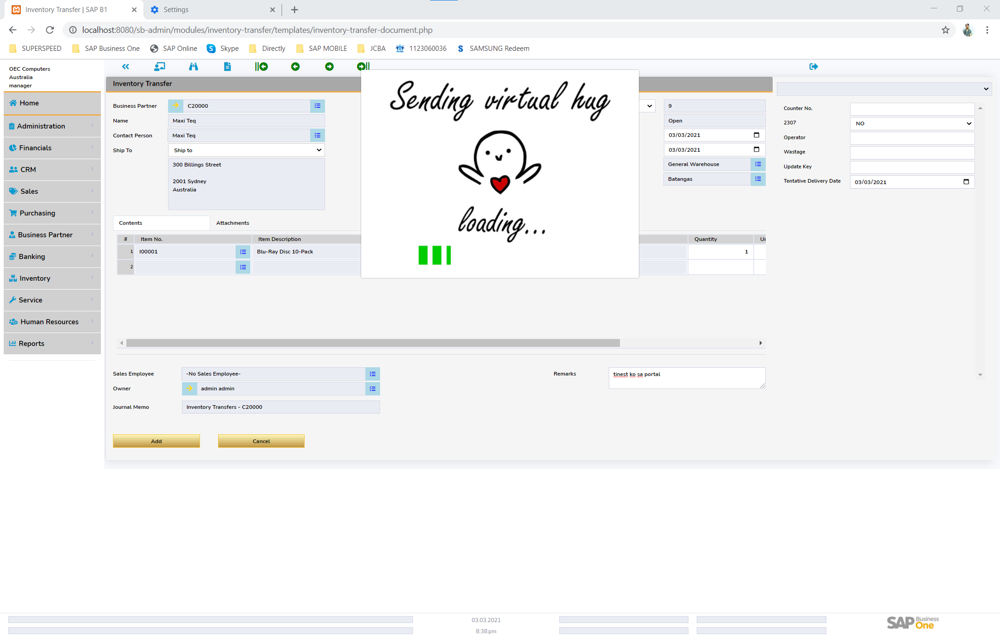 Inventory Transfer | SAP B1
Settings
localhost:8080/sb-admin/modules/inventory-transfer/templates/inventory-transfer-document.php
SUPERSPEED
SAP Business One
SAP Online
Skype
Directly
SAP MOBILE
JCBA
1123060036
SAMSUNG Redeem
OEC Computers
Australia
manager
Home
Administration
Financials
CRM
Sales
Purchasing
Business Partner
Banking
Inventory
Service
Human Resources
Reports
Inventory Transfer
Business Partner
C20000
Name
Maxi Teq
Contact Person
Maxi Teq
Ship To
Ship to
300 Billings Street
2001 Sydney
Australia
Sending virtual hug
loading...
9
Open
03/03/2021
03/03/2021
General Warehouse
Batangas
Counter No.
2307
NO
Operator
Wastage
Update Key
Tentative Delivery Date
03/03/2021
Contents
Attachments
# Item No. Item Description Quantity Un
1 I00001 Blu-Ray Disc 10-Pack 1
2
Sales Employee
-No Sales Employee-
Owner
admin admin
Journal Memo
Inventory Transfers - C20000
Remarks
tinest ko sa portal
Add
Cancel
03.03.2021
8:38:pm
SAP Business One